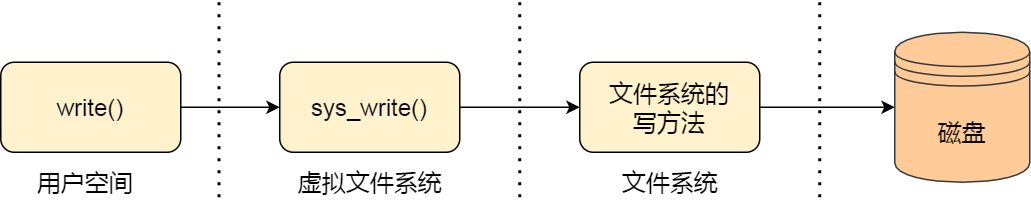 write()
sys_write()
文件系统的
写方法
磁盘
用户空间
虚拟文件系统
文件系统